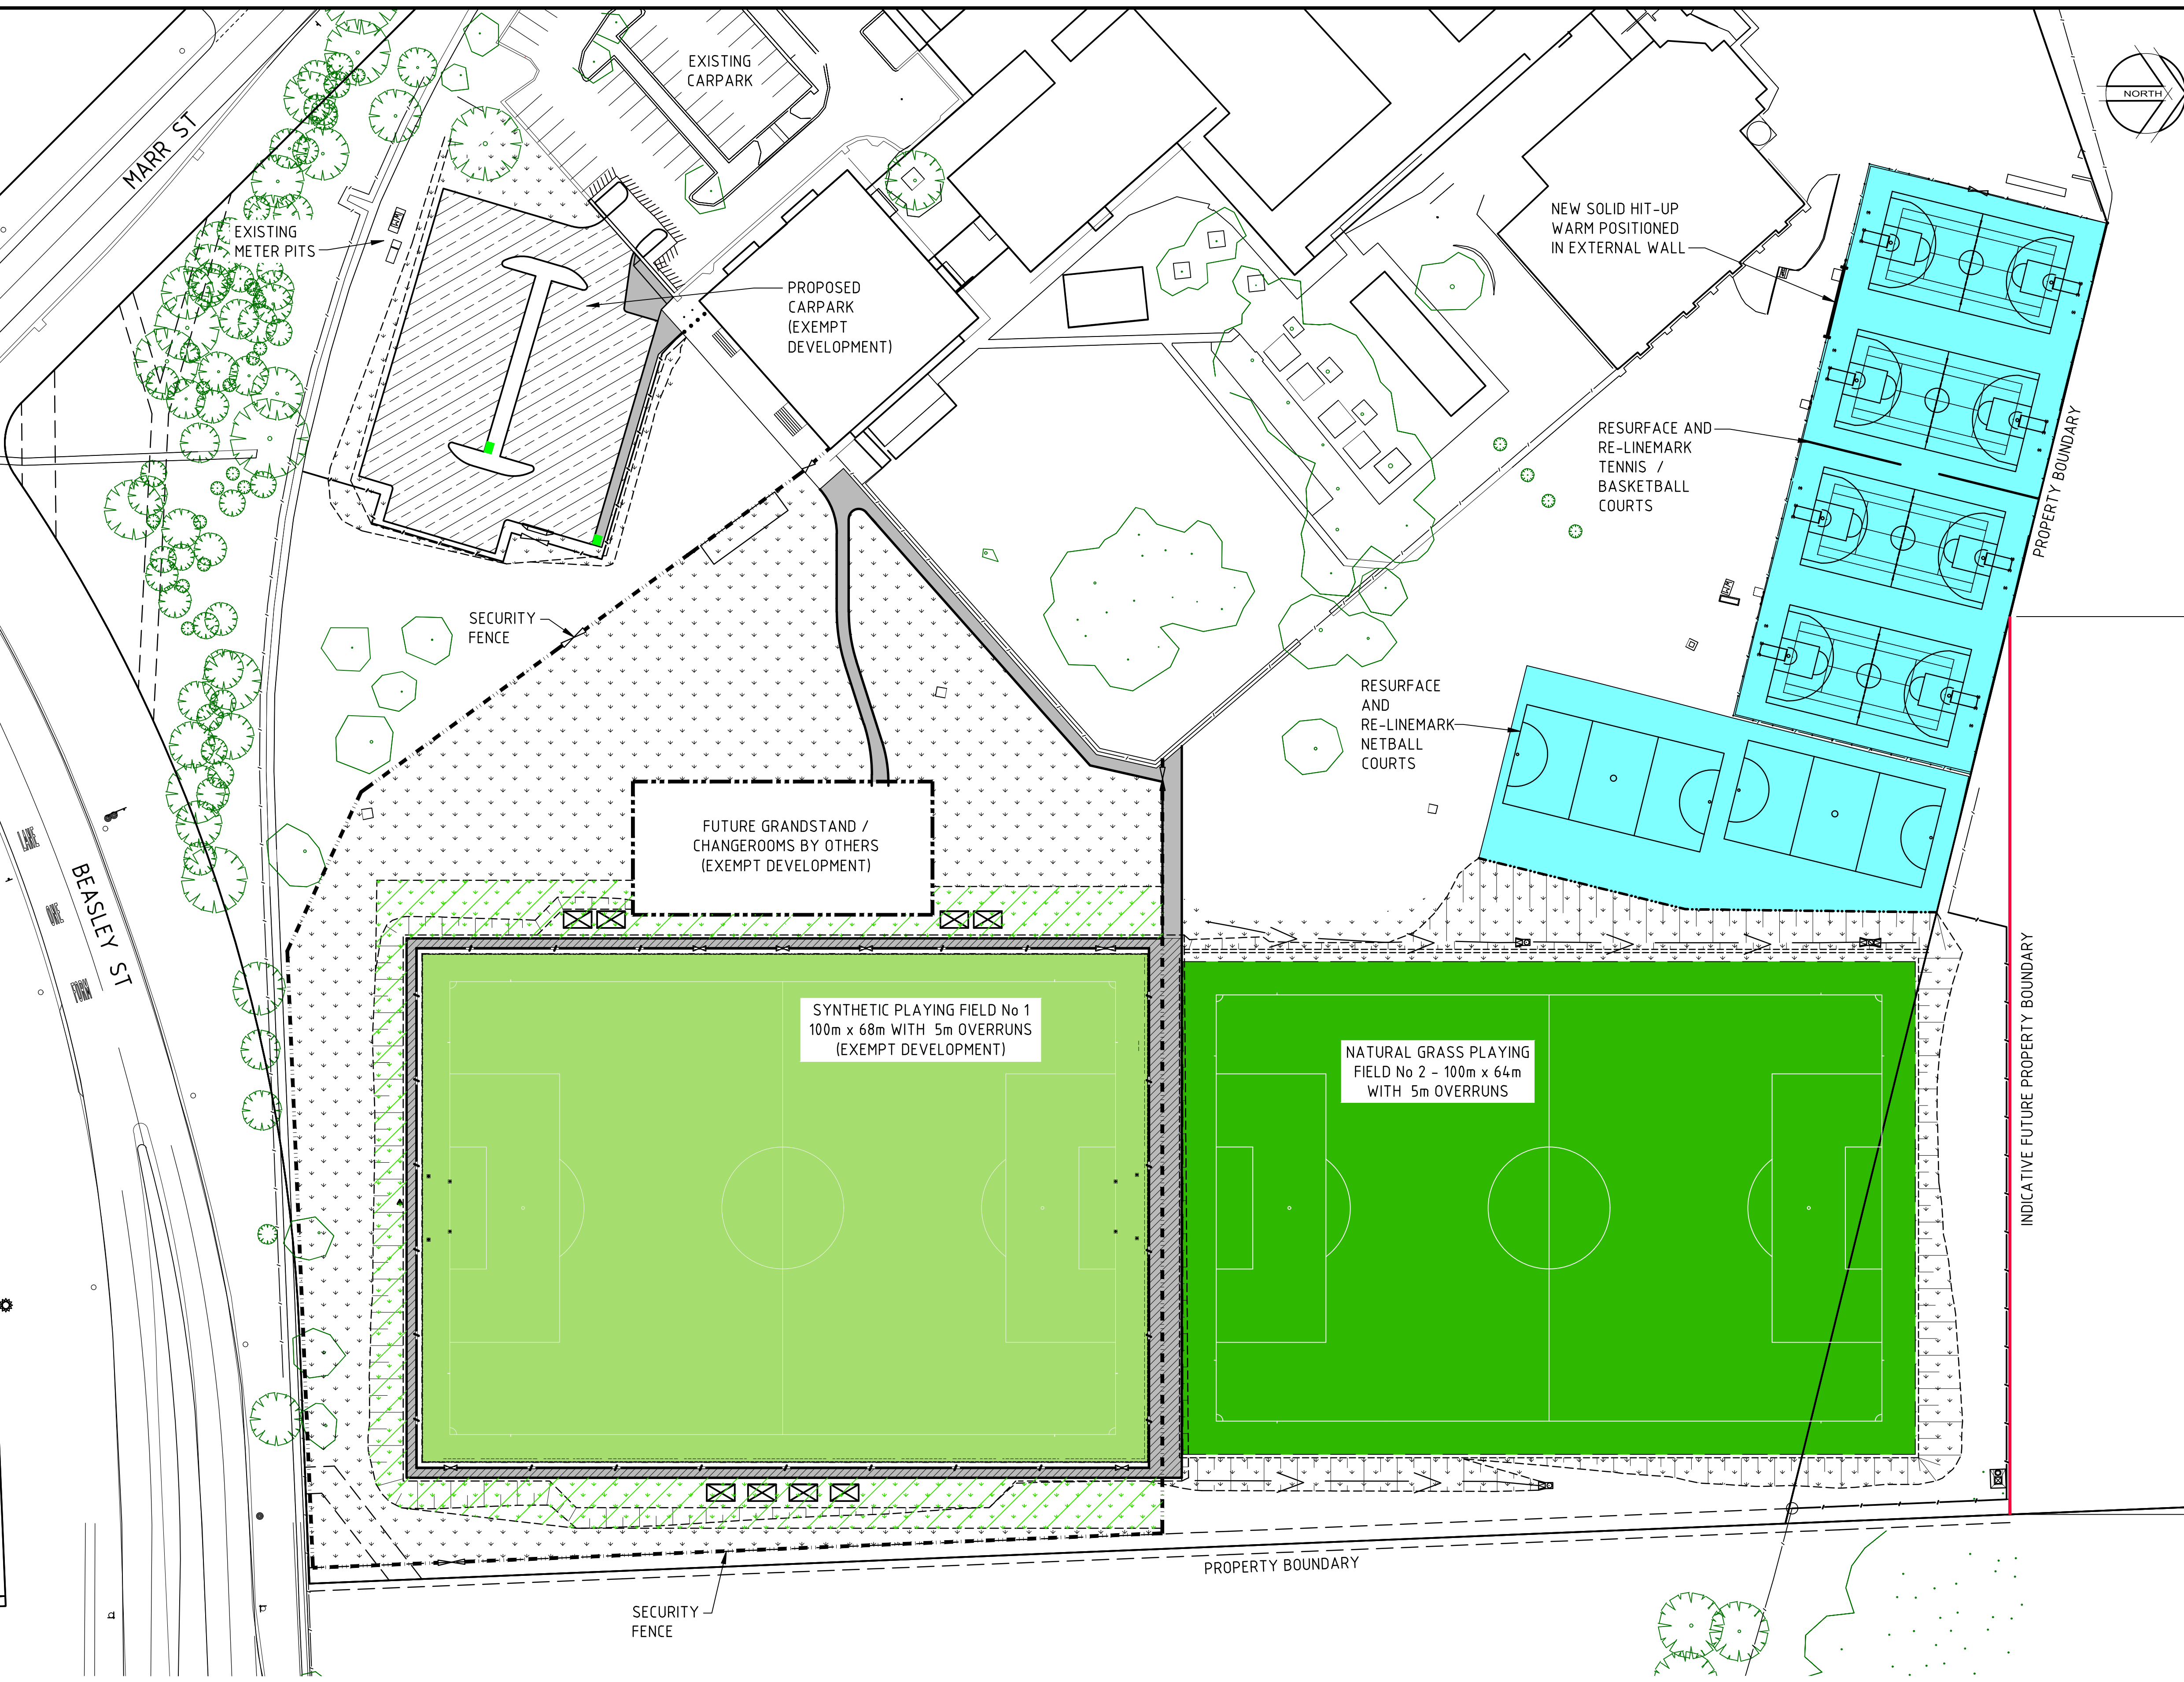 EXISTING
CARPARK
NORTH
MARR ST
EXISTING
METER PITS
NEW SOLID HIT-UP
WARM POSITIONED
IN EXTERNAL WALL
PROPOSED
CARPARK
(EXEMPT
DEVELOPMENT)
RESURFACE AND
RE-LINEMARK
TENNIS /
BASKETBALL
COURTS
PROPERTY BOUNDARY
SECURITY
FENCE
RESURFACE
AND
RE-LINEMARK
NETBALL
COURTS
FUTURE GRANDSTAND /
CHANGEROOMS BY OTHERS
(EXEMPT DEVELOPMENT)
LANE
ONE
FORM
BEASLEY ST
SYNTHETIC PLAYING FIELD No 1
100m x 68m WITH 5m OVERRUNS
(EXEMPT DEVELOPMENT)
NATURAL GRASS PLAYING
FIELD No 2 - 100m x 64m
WITH 5m OVERRUNS
INDICATIVE FUTURE PROPERTY BOUNDARY
PROPERTY BOUNDARY
SECURITY
FENCE